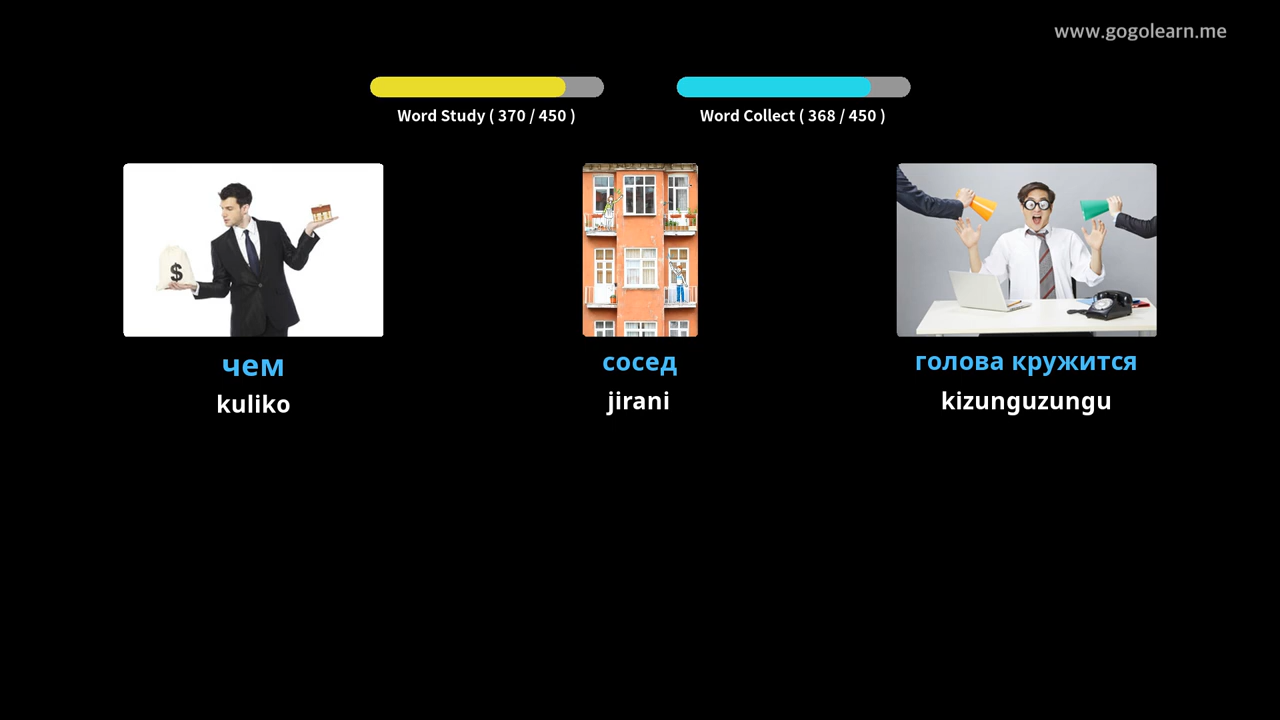 www.gogolearn.me
Word Study ( 370 / 450 )
Word Collect ( 368 / 450 )
$
чем
kuliko
сосед
jirani
голова кружится
kizunguzungu